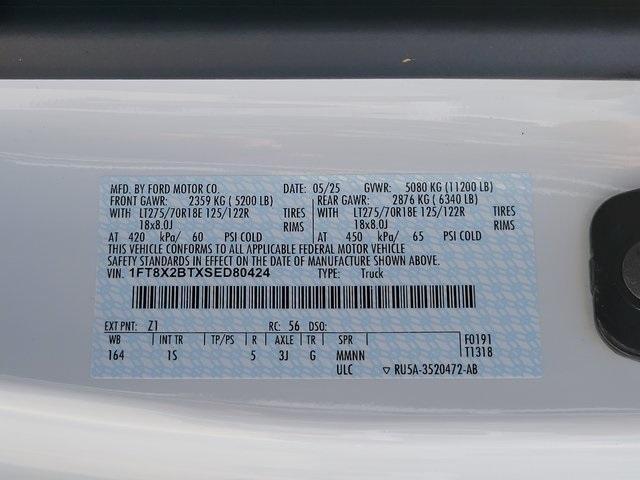 MFD. BY FORD MOTOR CO. DATE: 05/25 GVWR: 5080 KG (11200 LB)
FRONT GAWR: 2359 KG ( 5200 LB) REAR GAWR: 2876 KG ( 6340 LB)
WITH LT275/70R18E 125/122R TIRES WITH LT275/70R18E 125/122R TIRES
18x8.0J RIMS 18x8.0J RIMS
AT 420 kPa/ 60 PSI COLD AT 450 kPa/ 65 PSI COLD
THIS VEHICLE CONFORMS TO ALL APPLICABLE FEDERAL MOTOR VEHICLE
SAFETY STANDARDS IN EFFECT ON THE DATE OF MANUFACTURE SHOWN ABOVE.
VIN: 1FT8X2BTXSED80424 TYPE: Truck
EXT PNT: Z1 RC: 56 DSO: F0191
WB INT TR TP/PS R AXLE TR SPR T1318
164 1S 5 3J G MMNN
ULC ▽ RU5A-3520472-AB